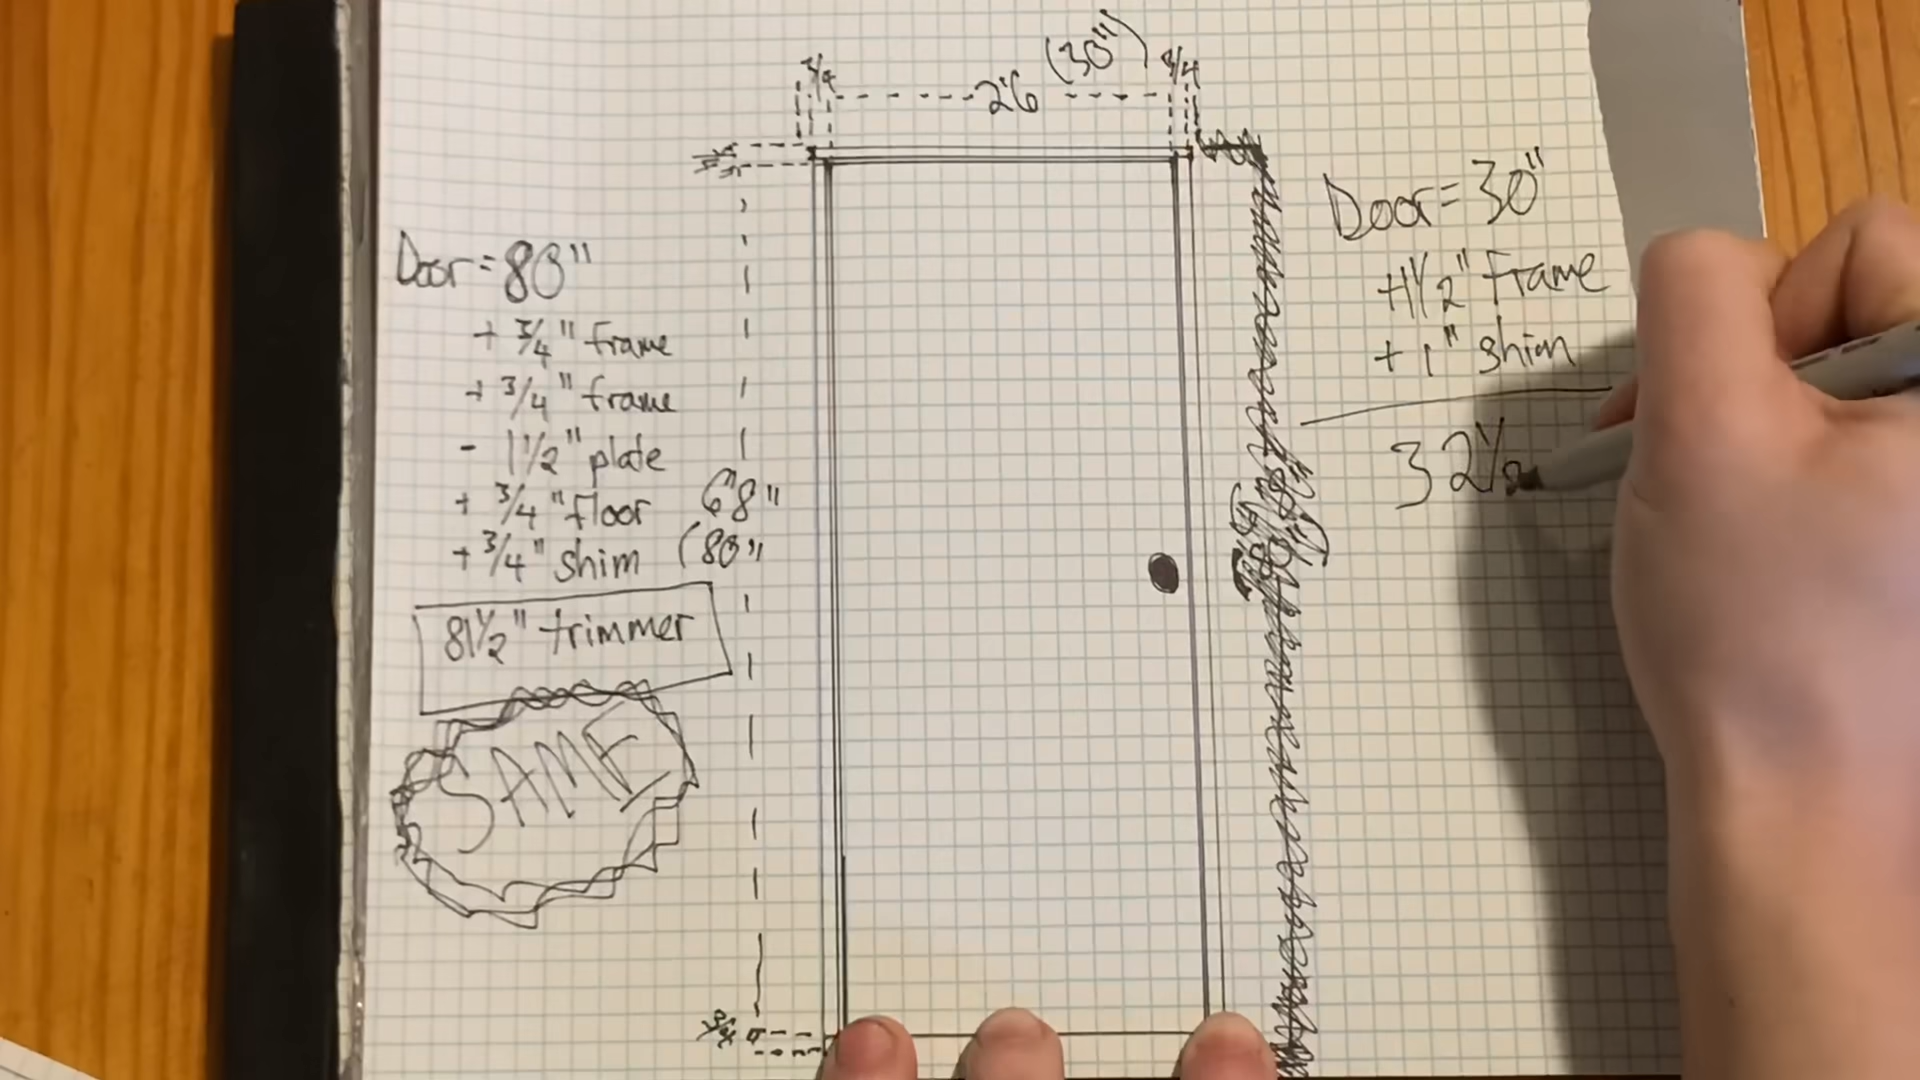 (30")
3/4 2'6 3/4
Door = 80"
+ 3/4" frame
+ 3/4" frame
- 1 1/2" plate
+ 3/4" floor 6'8"
+ 3/4" shim (80"
81 1/2" trimmer
SAME
Door = 30"
+1 1/2" frame
+ 1" shim
32 1/2
3/4